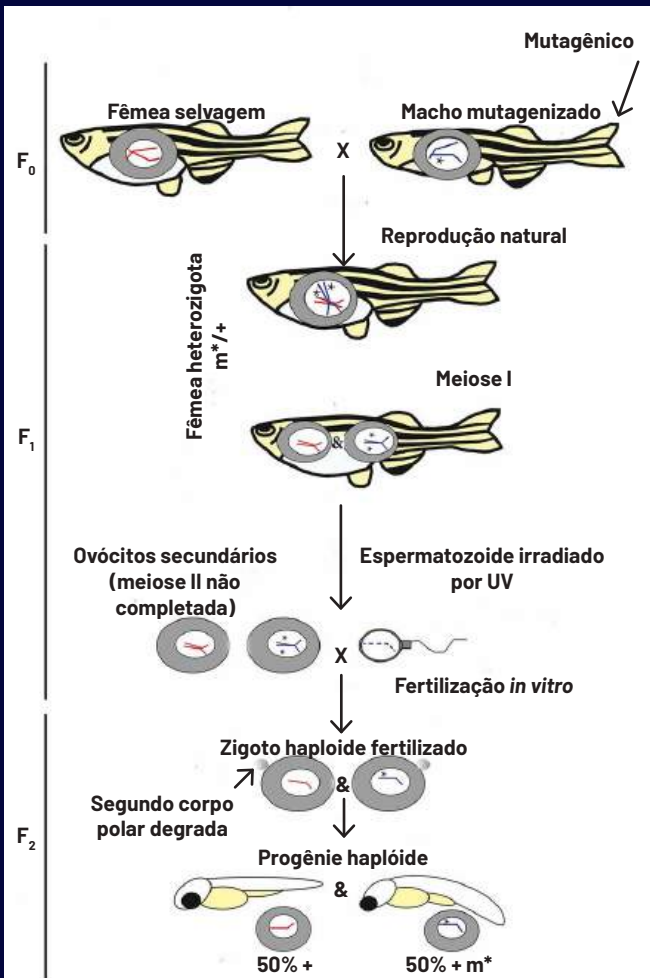 Mutagênico
Fêmea selvagem
Macho mutagenizado
F0
X
Reprodução natural
Fêmea heterozigota
m*/+
Meiose I
&
F1
Ovócitos secundários
(meiose II não
completada)
Espermatozoide irradiado
por UV
X
Fertilização in vitro
Zigoto haploide fertilizado
&
Segundo corpo
polar degrada
F2
Progênie haplóide
&
50% +
50% + m*